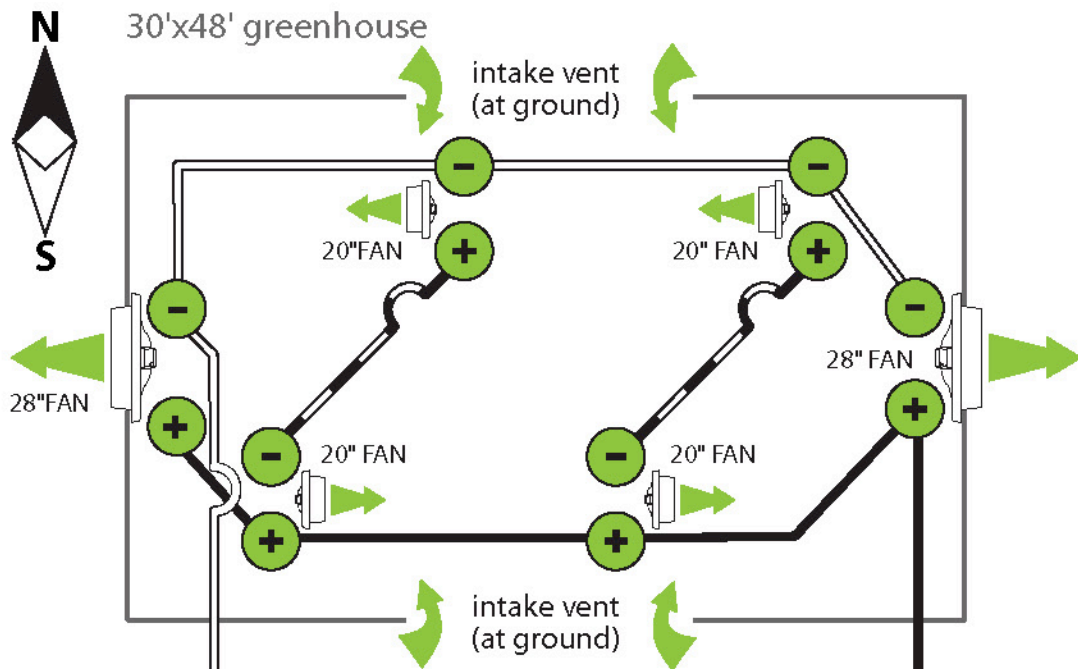 N
S
30'x48' greenhouse
intake vent
(at ground)
-
-
20"FAN
+
20" FAN
+
-
-
28"FAN
28" FAN
+
+
-
20" FAN
-
20" FAN
+
+
intake vent
(at ground)